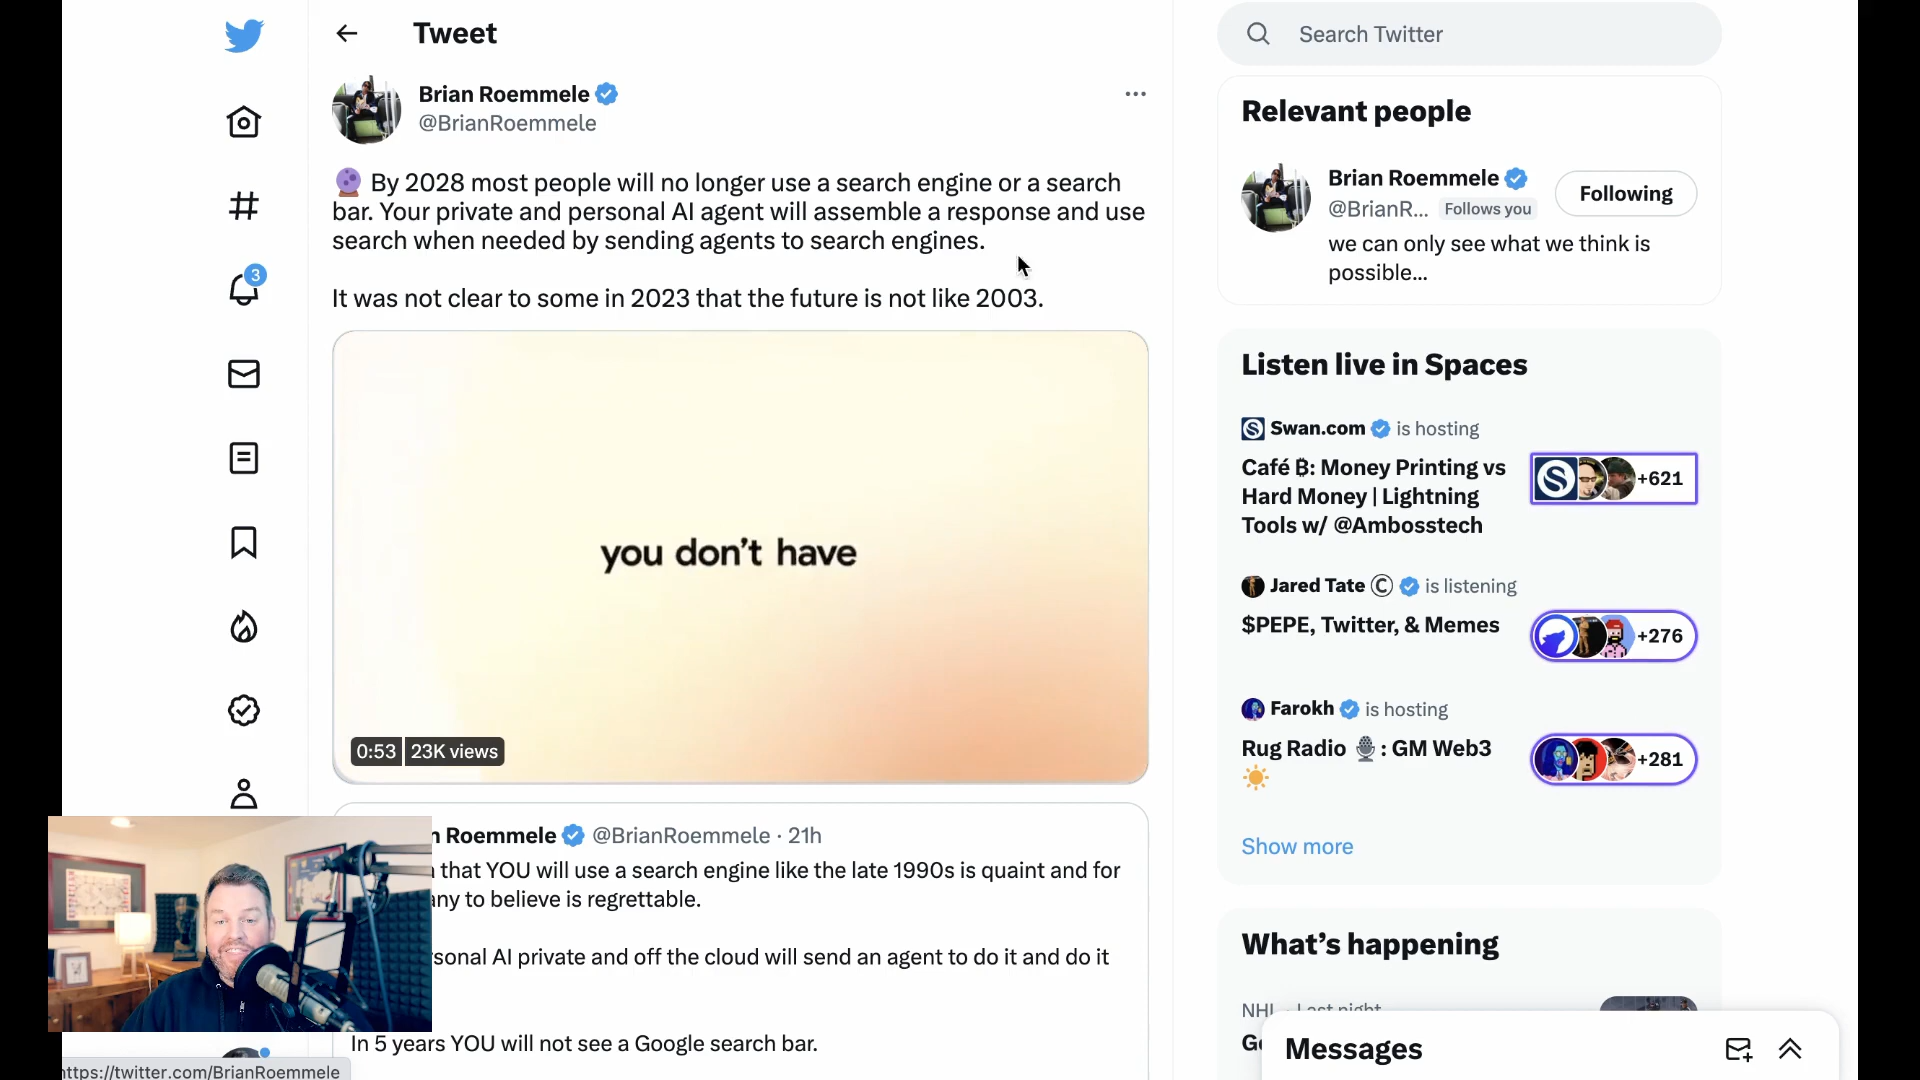 Tweet
Search Twitter
Brian Roemmele
@BrianRoemmele
By 2028 most people will no longer use a search engine or a search
bar. Your private and personal AI agent will assemble a response and use
search when needed by sending agents to search engines.
It was not clear to some in 2023 that the future is not like 2003.
you don't have
0:53
23K views
n Roemmele @BrianRoemmele · 21h
that YOU will use a search engine like the late 1990s is quaint and for
any to believe is regrettable.
sonal AI private and off the cloud will send an agent to do it and do it
In 5 years YOU will not see a Google search bar.
3
https://twitter.com/BrianRoemmele
Relevant people
Brian Roemmele
@BrianR... Follows you
Following
we can only see what we think is
possible...
Listen live in Spaces
Swan.com is hosting
Café ₿: Money Printing vs
Hard Money | Lightning
Tools w/ @Ambosstech
+621
Jared Tate © is listening
$PEPE, Twitter, & Memes
+276
Farokh is hosting
Rug Radio 🎙️: GM Web3
☀️
+281
Show more
What's happening
NHL · Last night
Messages